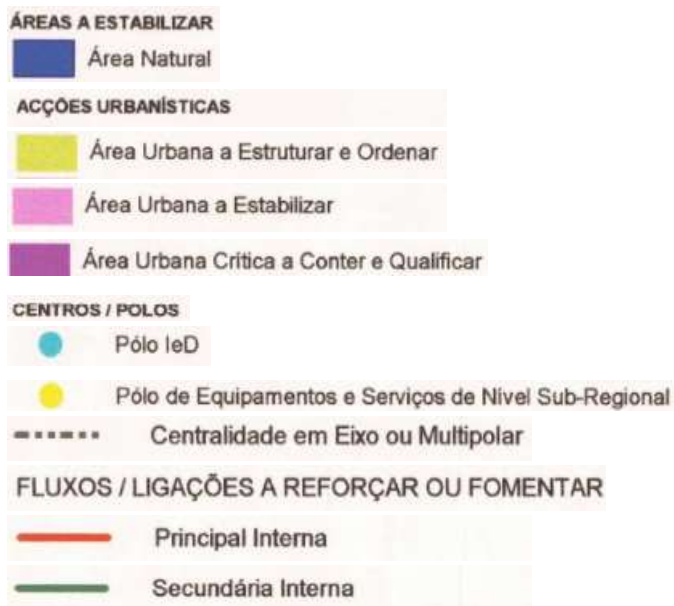 ÁREAS A ESTABILIZAR
Área Natural
ACÇÕES URBANÍSTICAS
Área Urbana a Estruturar e Ordenar
Área Urbana a Estabilizar
Área Urbana Crítica a Conter e Qualificar
CENTROS / POLOS
Pólo IeD
Pólo de Equipamentos e Serviços de Nível Sub-Regional
Centralidade em Eixo ou Multipolar
FLUXOS / LIGAÇÕES A REFORÇAR OU FOMENTAR
Principal Interna
Secundária Interna